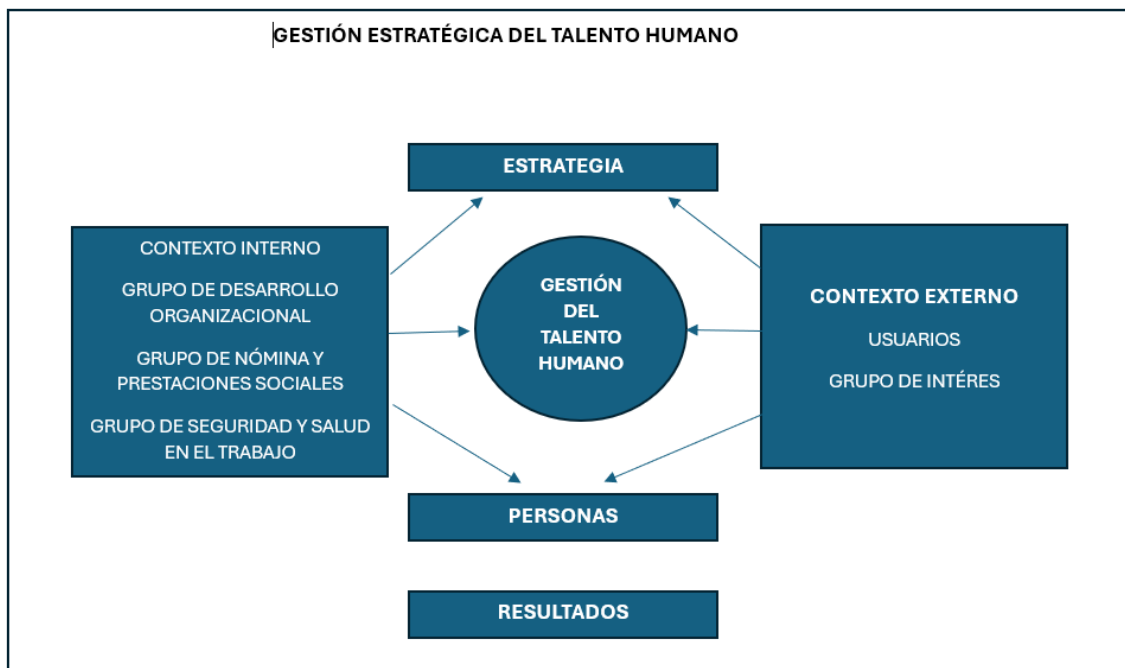 GESTIÓN ESTRATÉGICA DEL TALENTO HUMANO
ESTRATEGIA
CONTEXTO INTERNO
GRUPO DE DESARROLLO
ORGANIZACIONAL
GRUPO DE NÓMINA Y
PRESTACIONES SOCIALES
GRUPO DE SEGURIDAD Y SALUD
EN EL TRABAJO
GESTIÓN
DEL
TALENTO
HUMANO
CONTEXTO EXTERNO
USUARIOS
GRUPO DE INTÉRES
PERSONAS
RESULTADOS